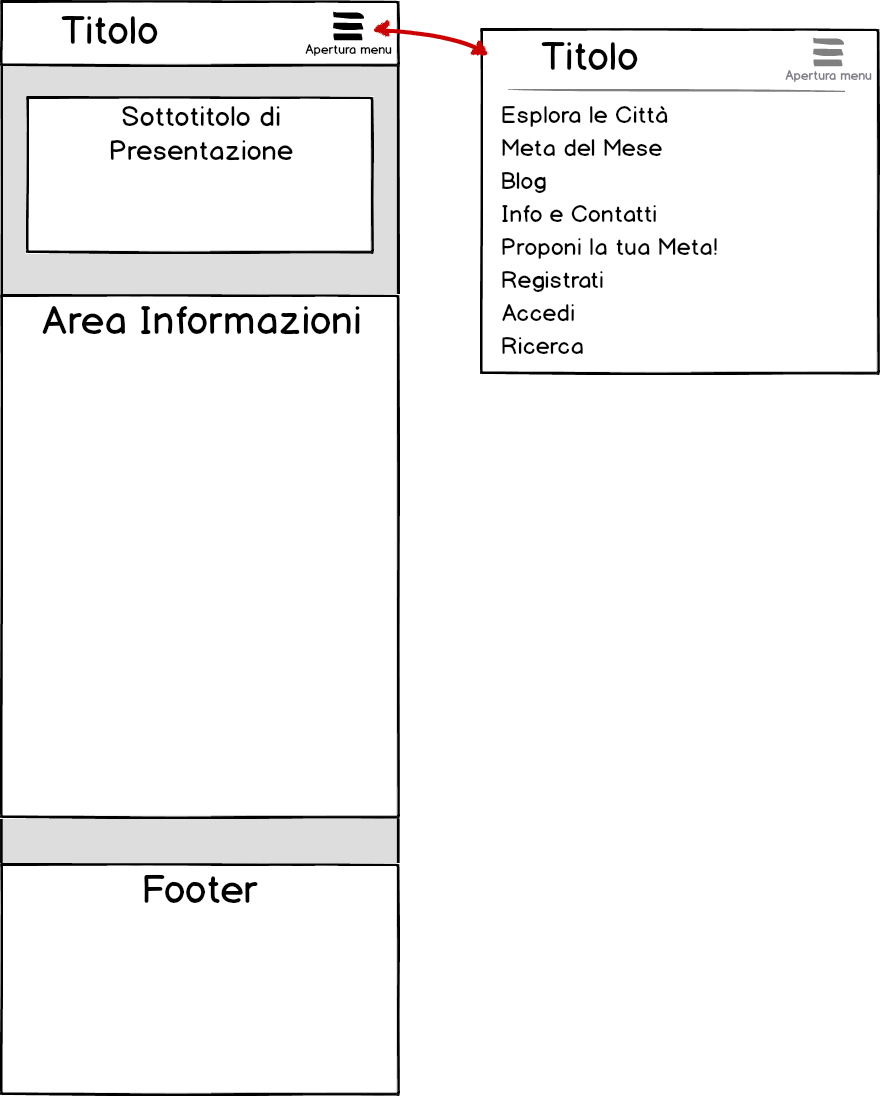 Titolo
Apertura menu
Sottotitolo di
Presentazione
Area Informazioni
Footer
Titolo
Apertura menu
Esplora le Città
Meta del Mese
Blog
Info e Contatti
Proponi la tua Meta!
Registrati
Accedi
Ricerca